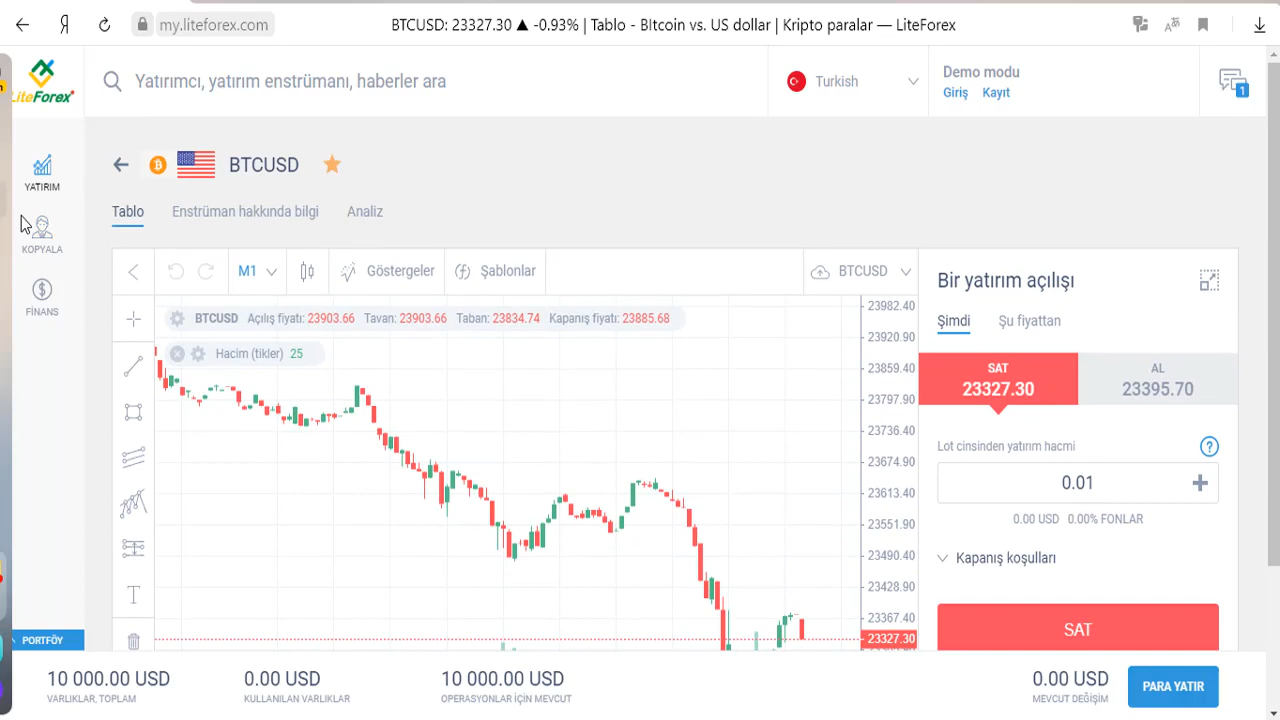 my.liteforex.com
BTCUSD: 23327.30 ▲ -0.93% | Tablo - BItcoin vs. US dollar | Kripto paralar — LiteForex
LiteForex
Yatırımcı, yatırım enstrümanı, haberler ara
Turkish
Demo modu
Giriş Kayıt
1
YATIRIM
KOPYALA
FİNANS
PORTFÖY
BTCUSD
Tablo Enstrüman hakkında bilgi Analiz
M1 Göstergeler Şablonlar BTCUSD
BTCUSD Açılış fiyatı: 23903.66 Tavan: 23903.66 Taban: 23834.74 Kapanış fiyatı: 23885.68
Hacim (tikler) 25
23982.40
23920.90
23859.40
23797.90
23736.40
23674.90
23613.40
23551.90
23490.40
23428.90
23367.40
23327.30
Bir yatırım açılışı
Şimdi Şu fiyattan
SAT AL
23327.30 23395.70
Lot cinsinden yatırım hacmi
0.01
0.00 USD 0.00% FONLAR
Kapanış koşulları
SAT
10 000.00 USD 0.00 USD 10 000.00 USD 0.00 USD
VARLIKLAR, TOPLAM KULLANILAN VARLIKLAR OPERASYONLAR İÇİN MEVCUT MEVCUT DEĞİŞİM
PARA YATIR